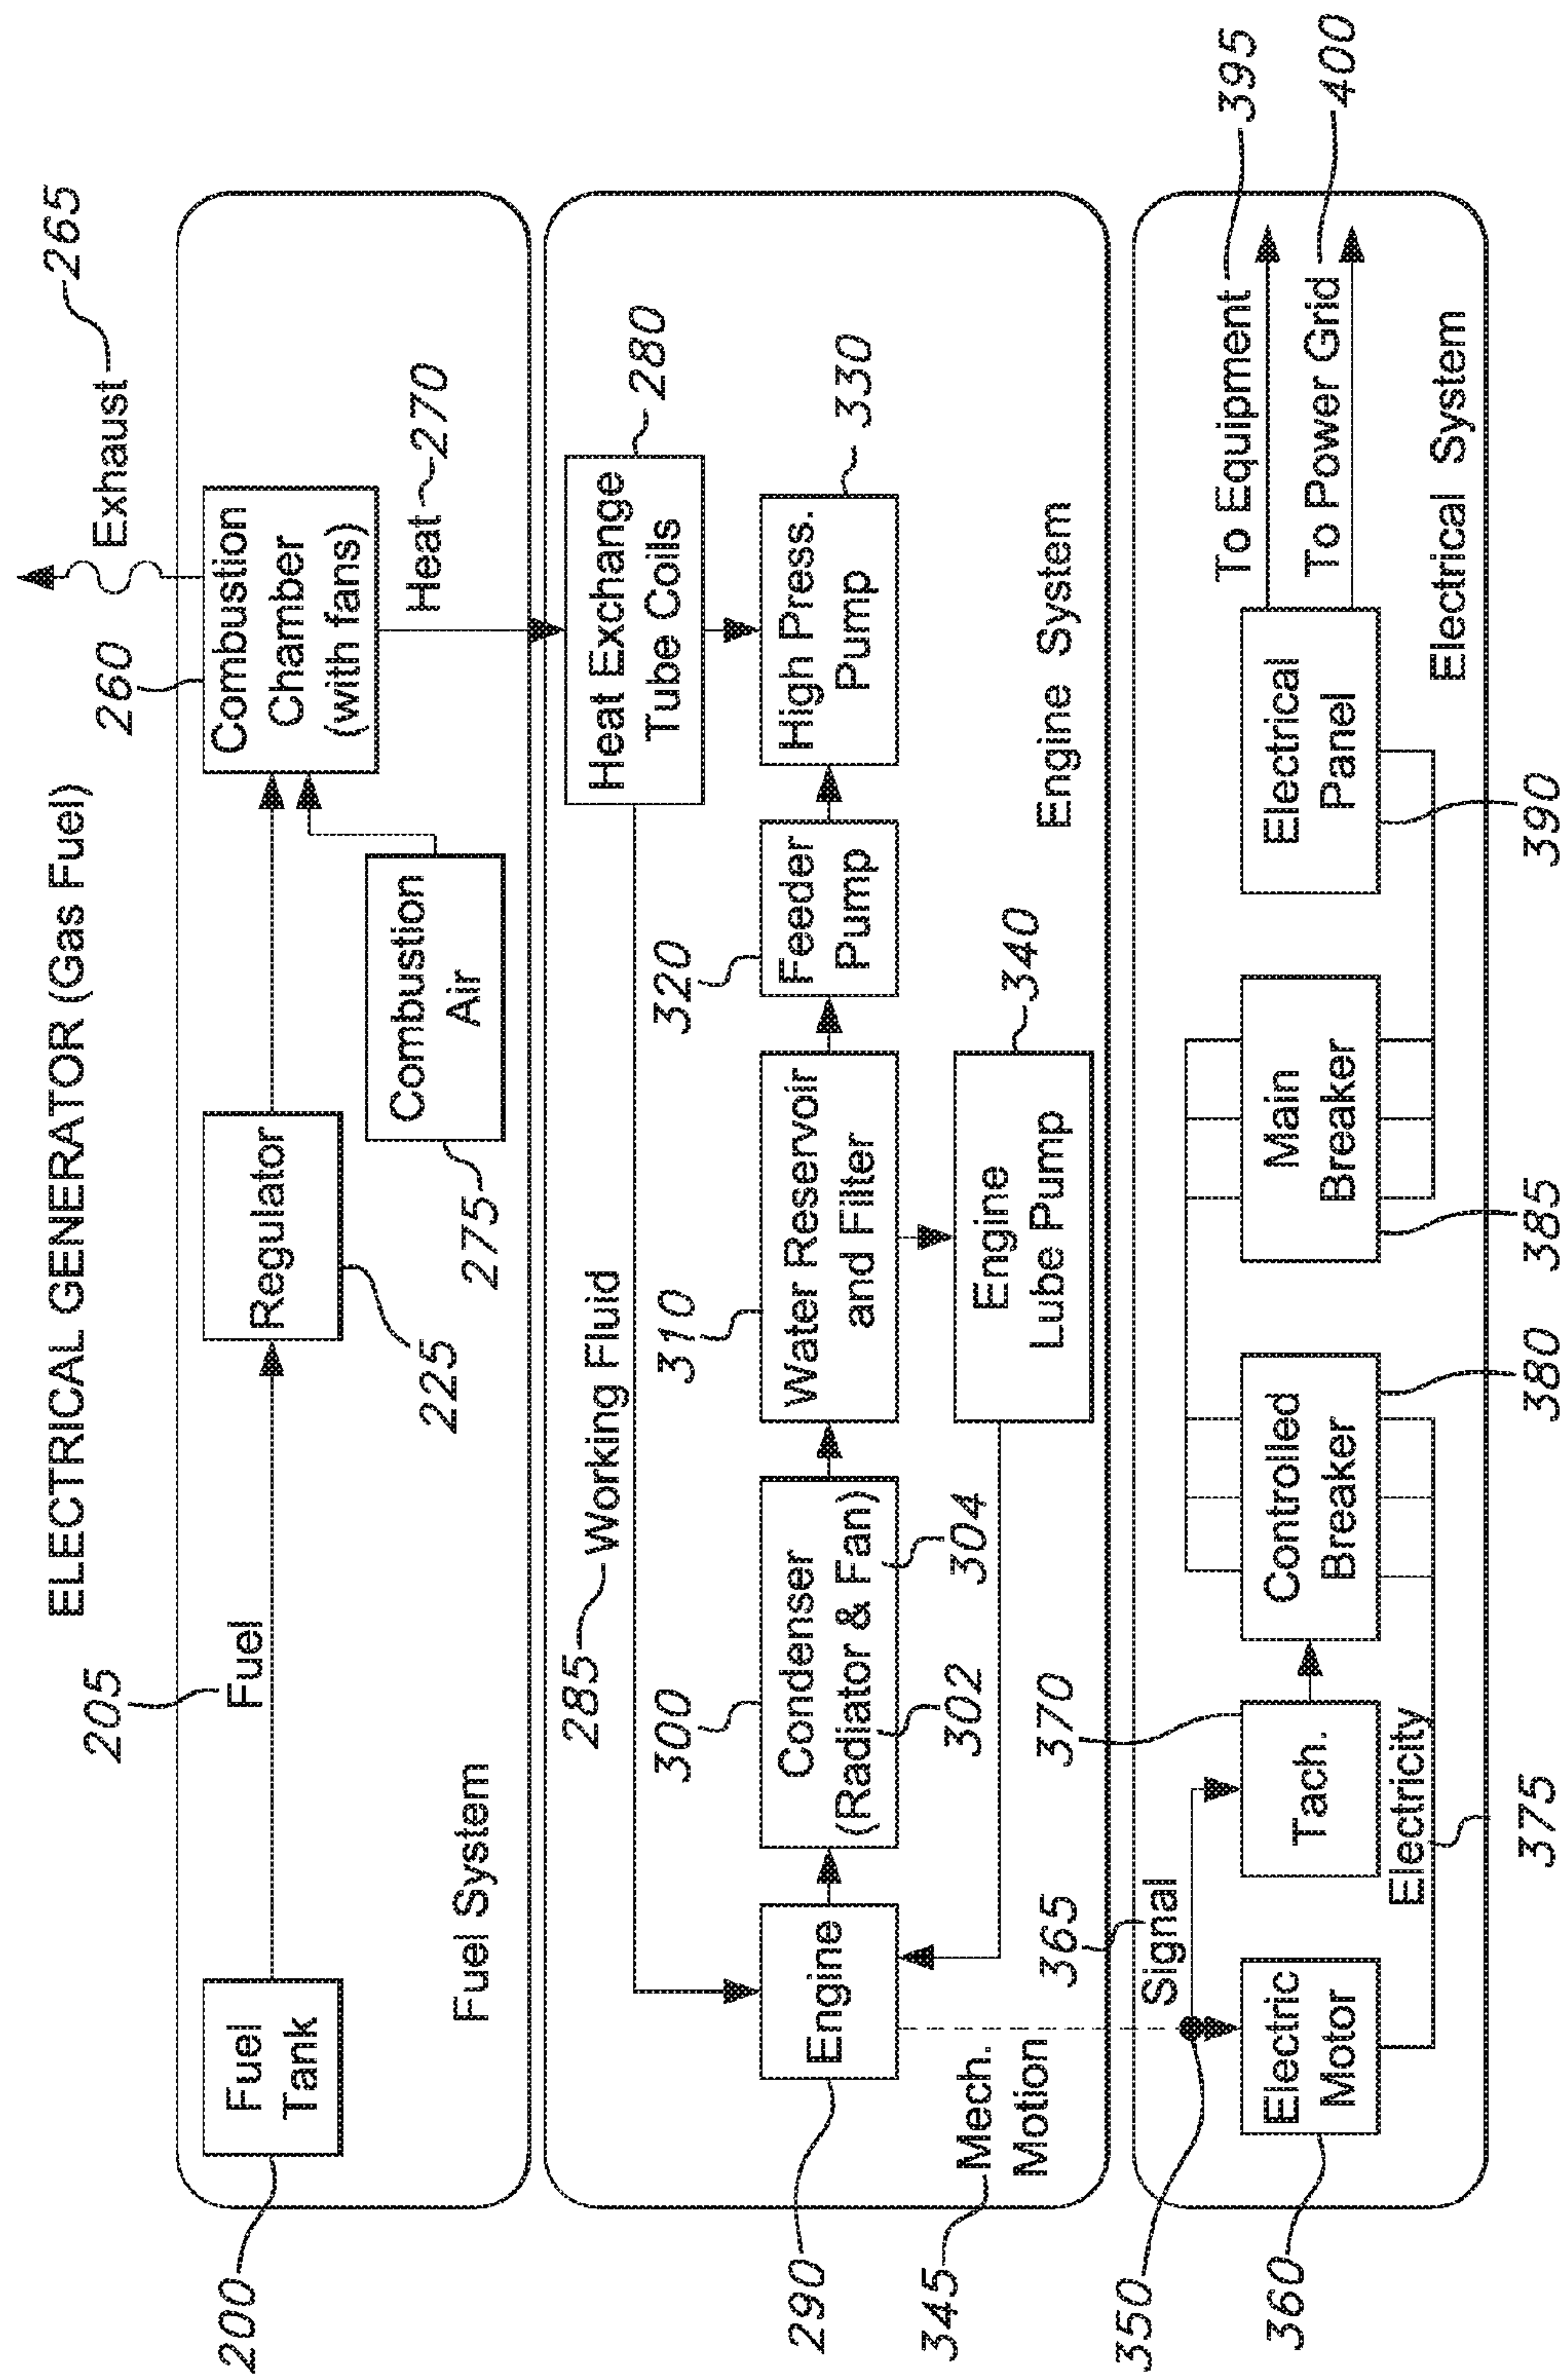 ELECTRICAL GENERATOR (Gas Fuel)
265
Exhaust
260
205
Fuel
200
Fuel
Tank
Regulator
225
Combustion
Chamber
(with fans)
Combustion
Air
275
Heat
270
Fuel System
285
Working Fluid
Heat Exchange
Tube Coils
280
300
310
320
330
290
Engine
Condenser
(Radiator & Fan)
302
304
Water Reservoir
and Filter
Feeder
Pump
High Press.
Pump
Engine
Lube Pump
340
345
Mech.
Motion
Engine System
350
365
Signal
370
360
Electric
Motor
Tach.
Controlled
Breaker
Main
Breaker
Electrical
Panel
To Equipment
395
To Power Grid
400
Electricity
375
380
385
390
Electrical System